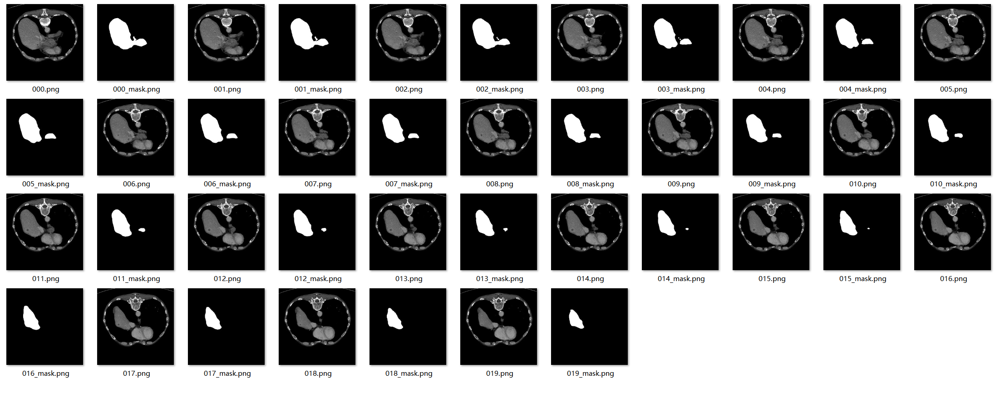 000.png 000_mask.png 001.png 001_mask.png 002.png 002_mask.png 003.png 003_mask.png 004.png 004_mask.png 005.png
005_mask.png 006.png 006_mask.png 007.png 007_mask.png 008.png 008_mask.png 009.png 009_mask.png 010.png 010_mask.png
011.png 011_mask.png 012.png 012_mask.png 013.png 013_mask.png 014.png 014_mask.png 015.png 015_mask.png 016.png
016_mask.png 017.png 017_mask.png 018.png 018_mask.png 019.png 019_mask.png